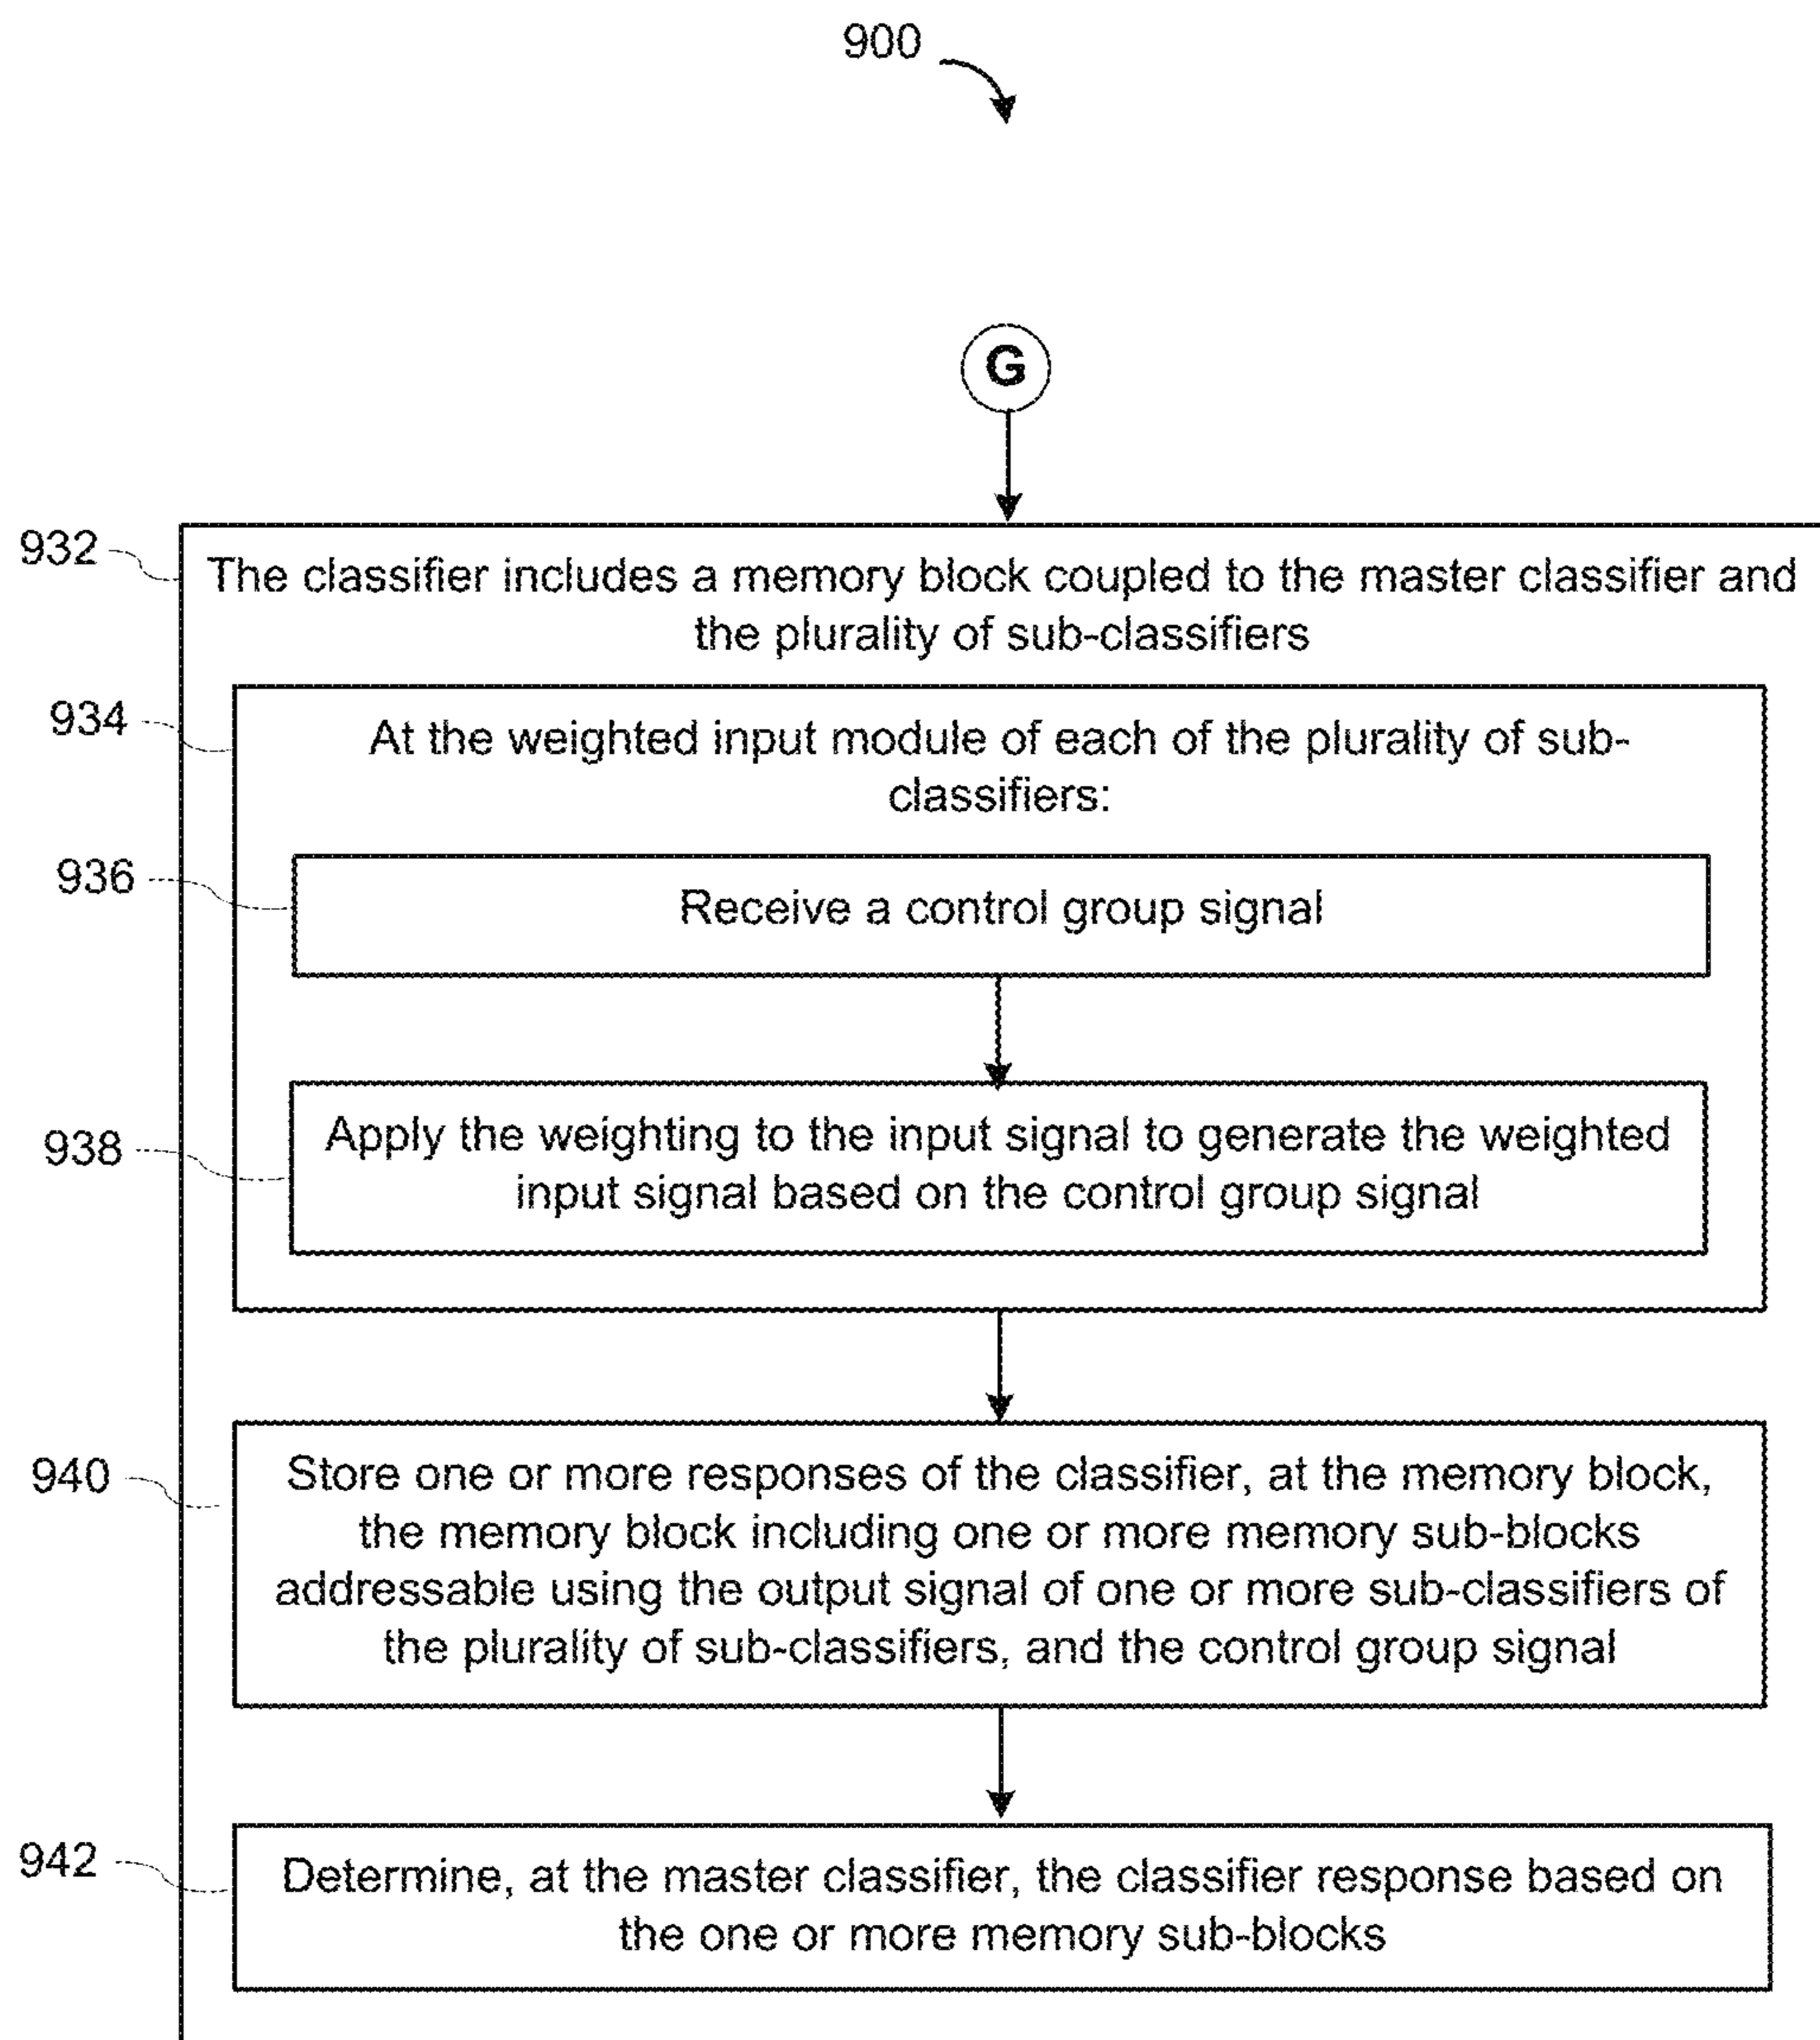 900
G
932
The classifier includes a memory block coupled to the master classifier and
the plurality of sub-classifiers
934
At the weighted input module of each of the plurality of sub-
classifiers:
936
Receive a control group signal
938
Apply the weighting to the input signal to generate the weighted
input signal based on the control group signal
940
Store one or more responses of the classifier, at the memory block,
the memory block including one or more memory sub-blocks
addressable using the output signal of one or more sub-classifiers of
the plurality of sub-classifiers, and the control group signal
942
Determine, at the master classifier, the classifier response based on
the one or more memory sub-blocks